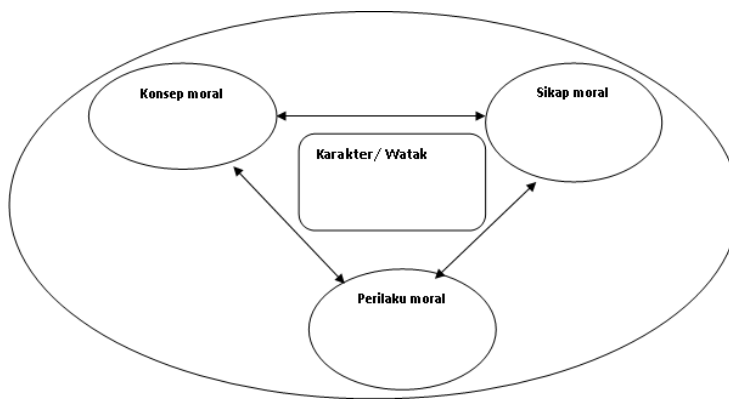 Konsep moral
Sikap moral
Karakter/ Watak
Perilaku moral